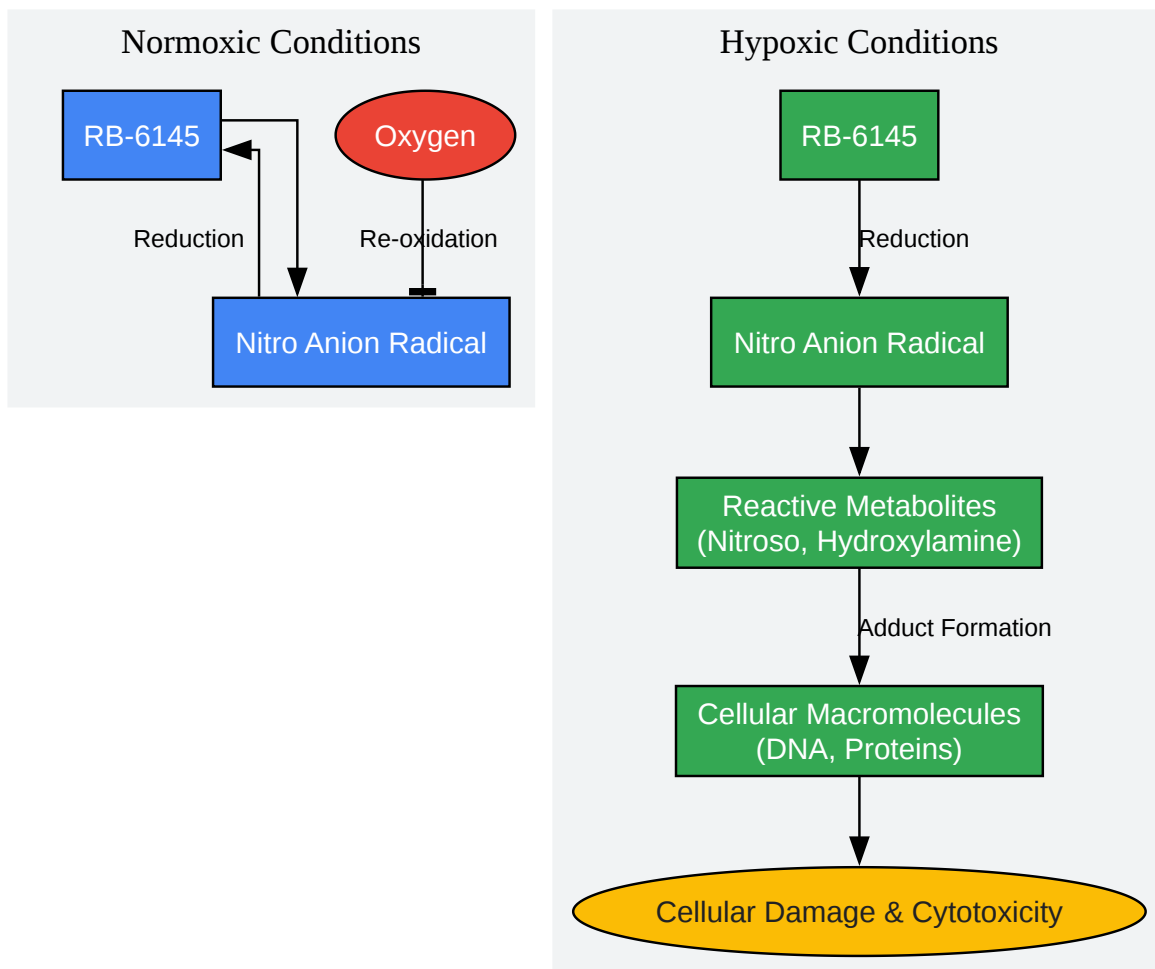 Normoxic Conditions
RB-6145
Oxygen
Reduction
Re-oxidation
Nitro Anion Radical
Hypoxic Conditions
RB-6145
Reduction
Nitro Anion Radical
Reactive Metabolites
(Nitroso, Hydroxylamine)
Adduct Formation
Cellular Macromolecules
(DNA, Proteins)
Cellular Damage & Cytotoxicity